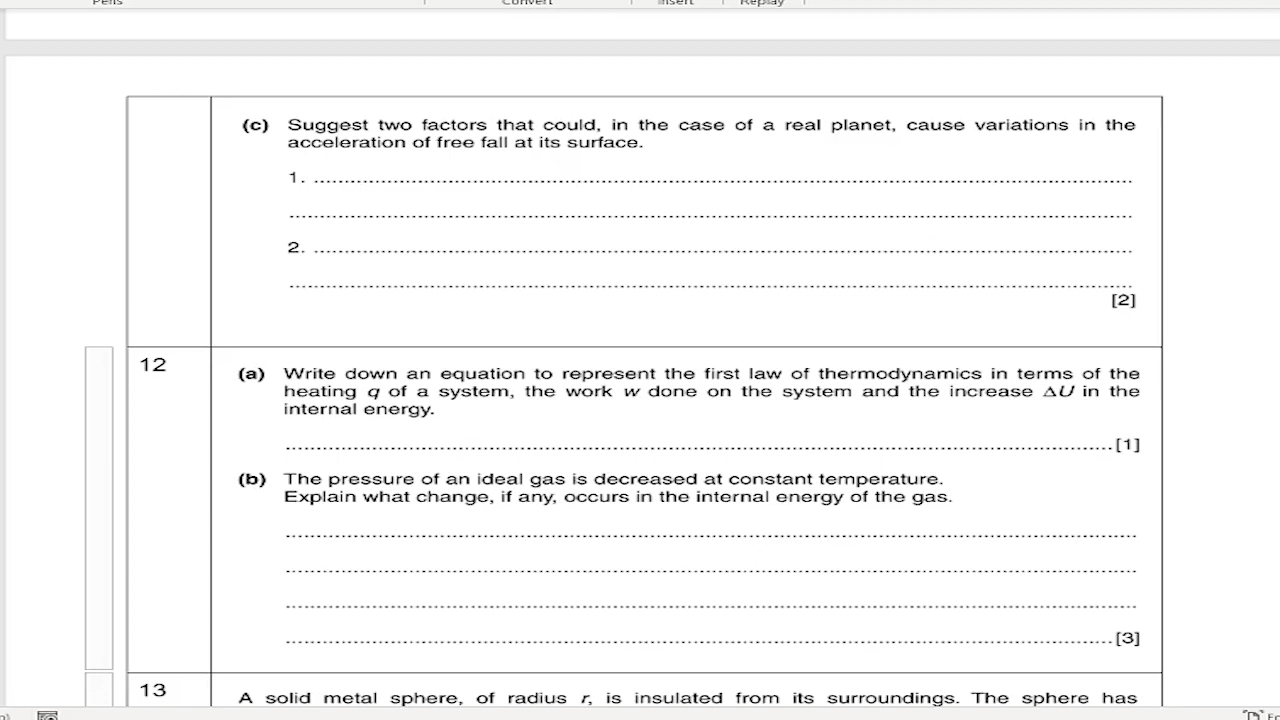 Pens Convert Insert Replay
(c) Suggest two factors that could, in the case of a real planet, cause variations in the
acceleration of free fall at its surface.
1. ......................................................................
......................................................................
2. ......................................................................
......................................................................
[2]
12
(a) Write down an equation to represent the first law of thermodynamics in terms of the
heating q of a system, the work w done on the system and the increase ΔU in the
internal energy.
......................................................................[1]
(b) The pressure of an ideal gas is decreased at constant temperature.
Explain what change, if any, occurs in the internal energy of the gas.
......................................................................
......................................................................
......................................................................
......................................................................[3]
13
A solid metal sphere, of radius r, is insulated from its surroundings. The sphere has